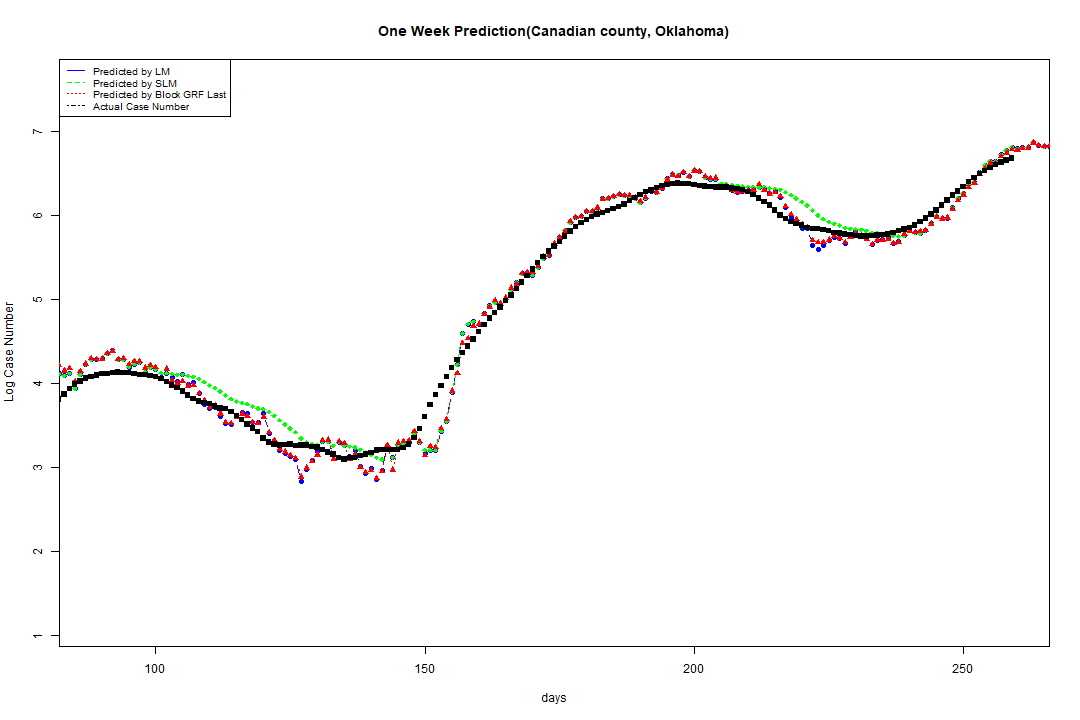 One Week Prediction(Canadian county, Oklahoma)
Predicted by LM
Predicted by SLM
Predicted by Block GRF Last
Actual Case Number
7
6
5
4
3
2
1
Log Case Number
100 150 200 250
days